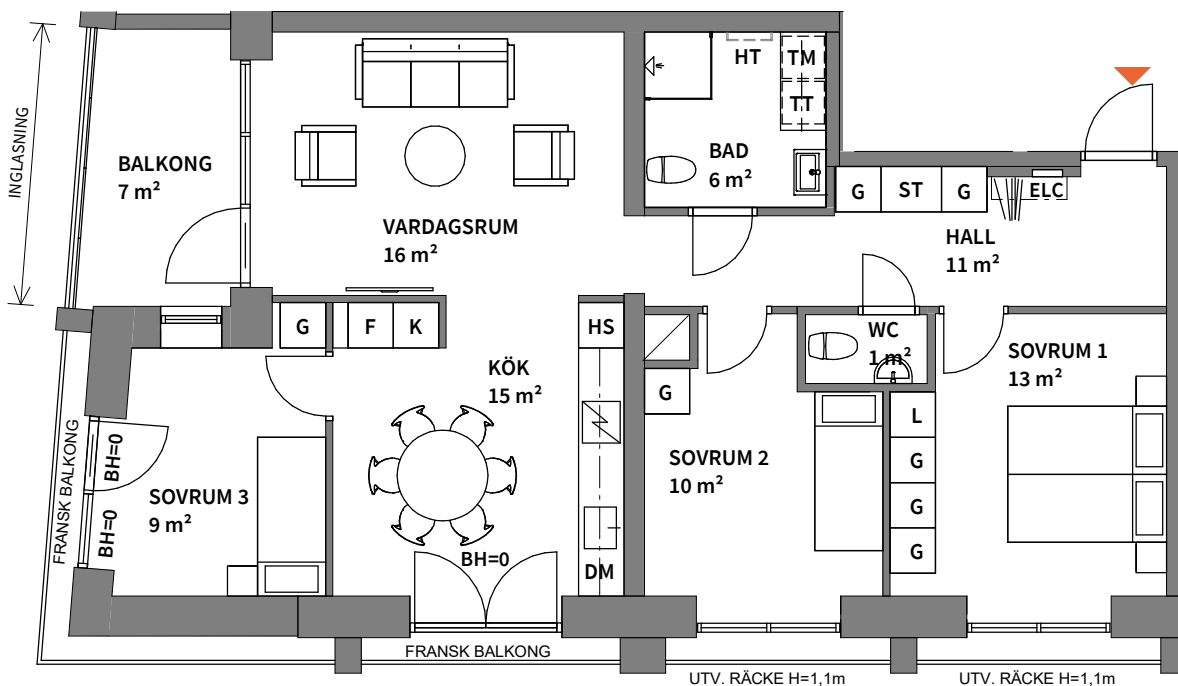 INGLASNING
BALKONG
7 m²
VARDAGSRUM
16 m²
HT
TM
TT
BAD
6 m²
G
ST
G
ELC
HALL
11 m²
G
F
K
HS
KÖK
15 m²
WC
1 m²
SOVRUM 1
13 m²
G
L
G
G
G
SOVRUM 2
10 m²
SOVRUM 3
9 m²
BH=0
BH=0
FRANSK BALKONG
BH=0
DM
FRANSK BALKONG
UTV. RÄCKE H=1,1m
UTV. RÄCKE H=1,1m